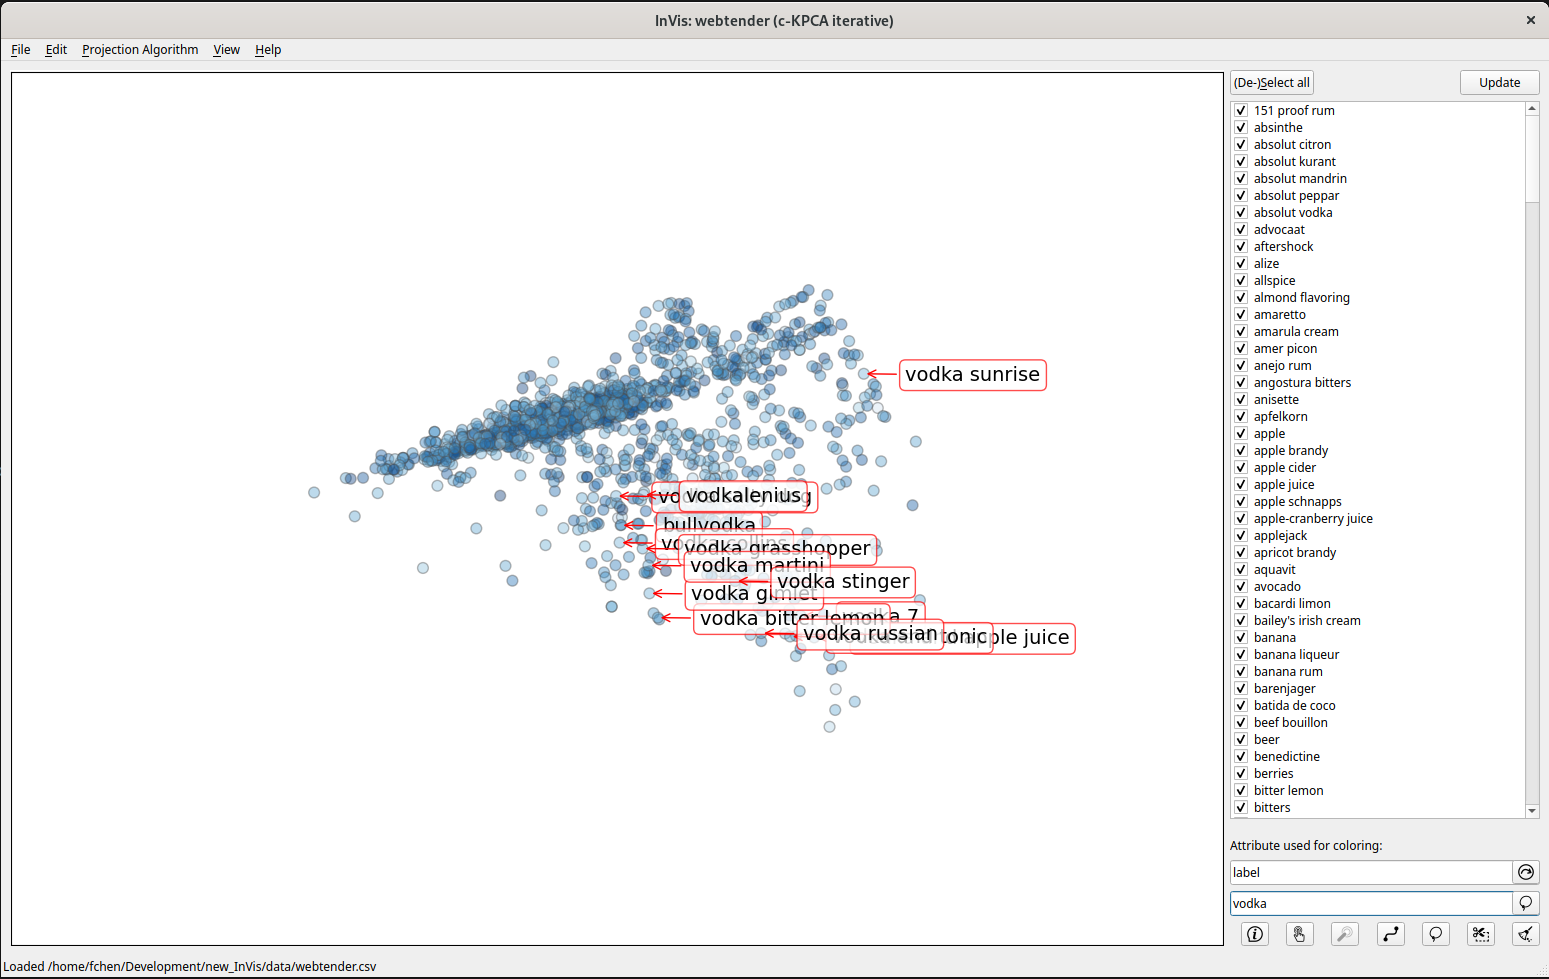 InVis: webtender (c-KPCA iterative)
File Edit Projection Algorithm View Help
(De-)Select all
Update
151 proof rum
absinthe
absolut citron
absolut kurant
absolut mandrin
absolut peppar
absolut vodka
advocaat
aftershock
alize
allspice
almond flavoring
amaretto
amarula cream
amer picon
anejo rum
angostura bitters
anisette
apfelkorn
apple
apple brandy
apple cider
apple juice
apple schnapps
apple-cranberry juice
applejack
apricot brandy
aquavit
avocado
bacardi limon
bailey's irish cream
banana
banana liqueur
banana rum
barenjager
batida de coco
beef bouillon
beer
benedictine
berries
bitter lemon
bitters
vodka sunrise
vodkalenius
bullvodka
vodka collins
vodka grasshopper
vodka martini
vodka stinger
vodka gimlet
vodka bitter lemon
vodka russian
tonic
juice
Attribute used for coloring:
label
vodka
Loaded /home/fchen/Development/new_InVis/data/webtender.csv